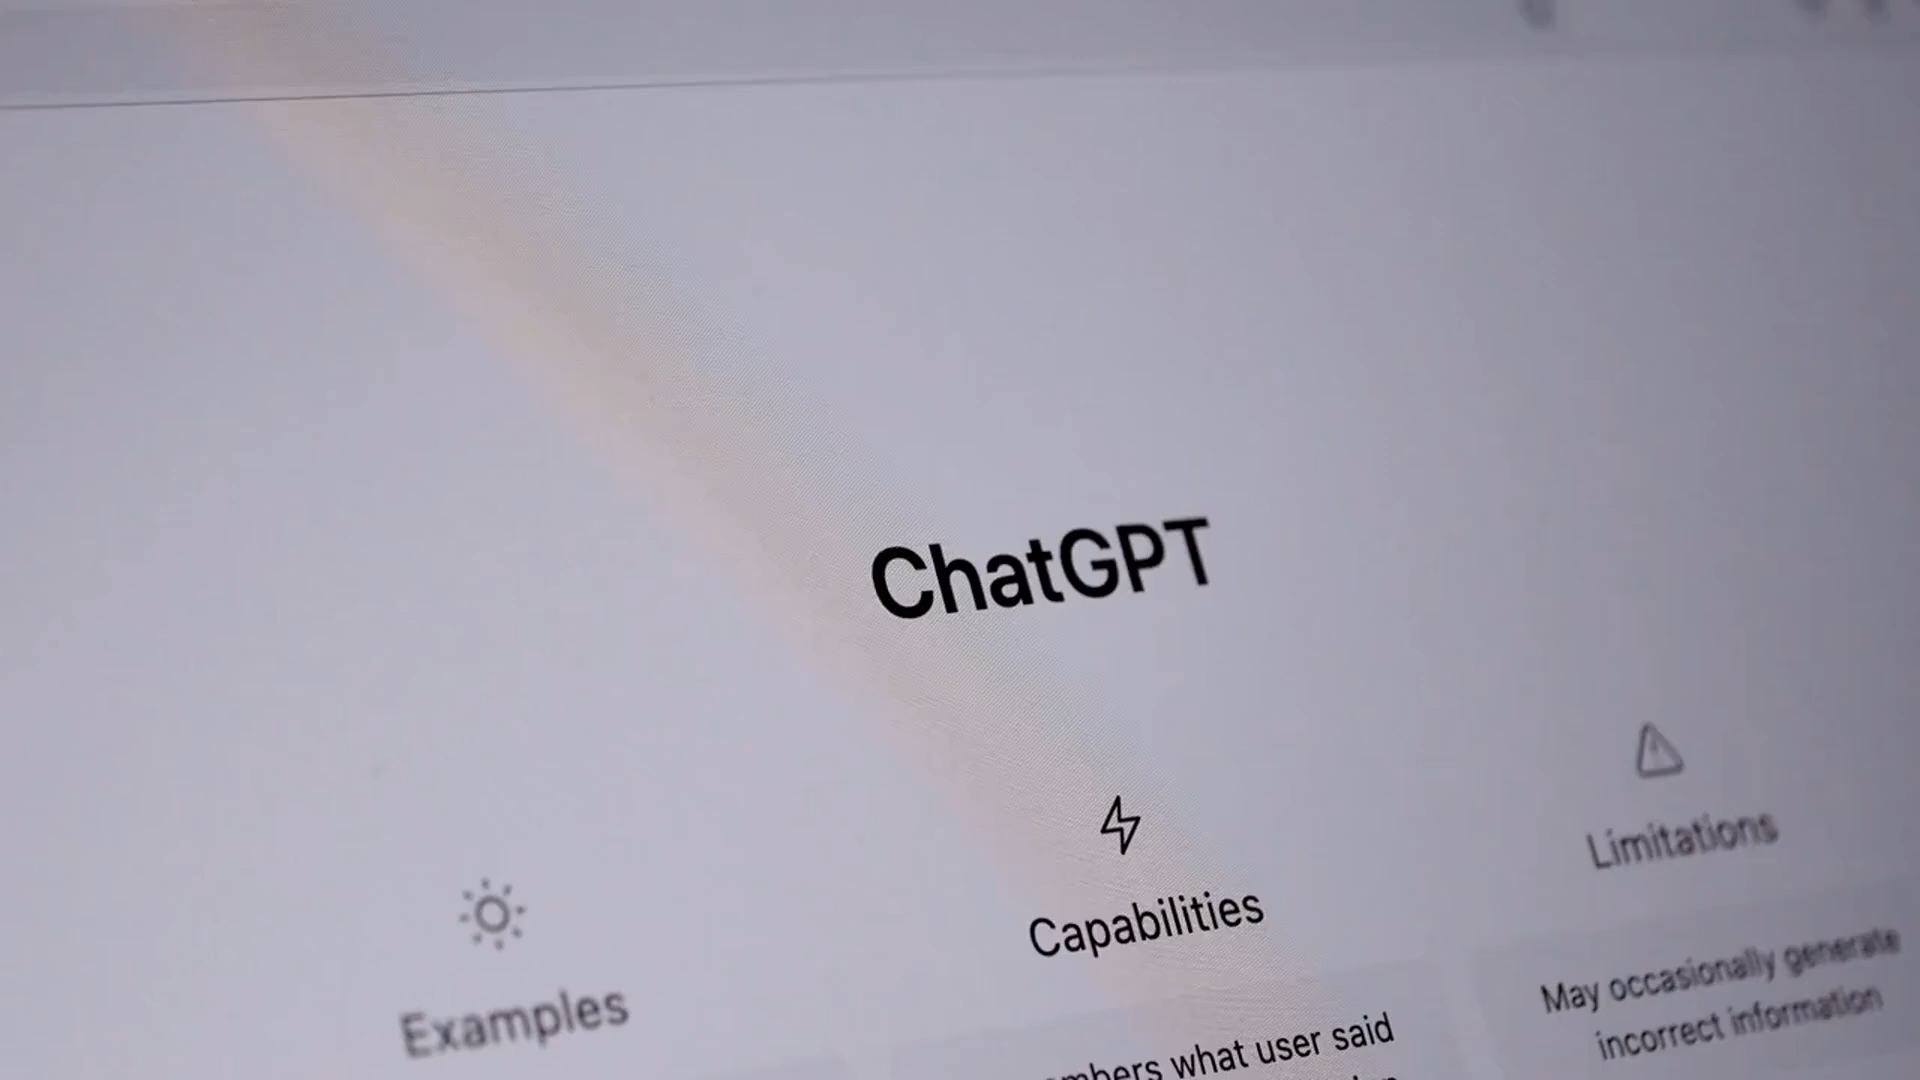 ChatGPT
Examples
Capabilities
Limitations
what user said
May occasionally generate
incorrect information